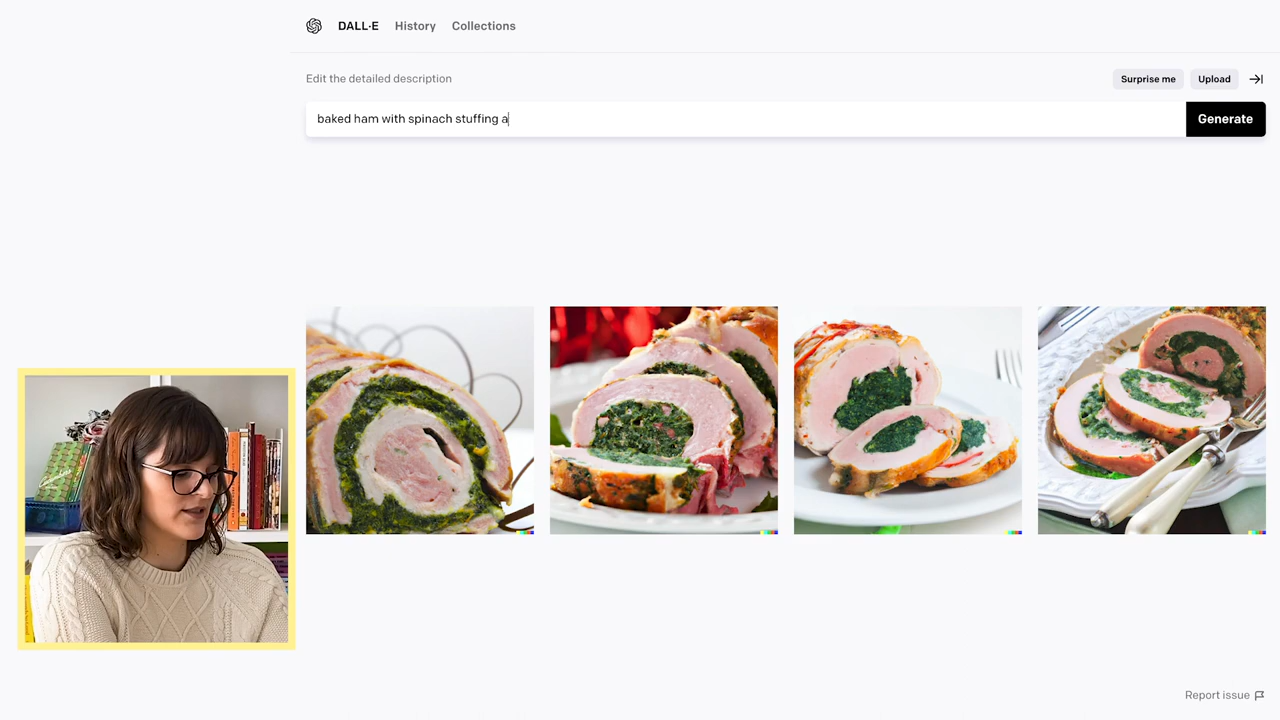 DALL·E History Collections
Edit the detailed description
Surprise me
Upload
baked ham with spinach stuffing a
Generate
Report issue